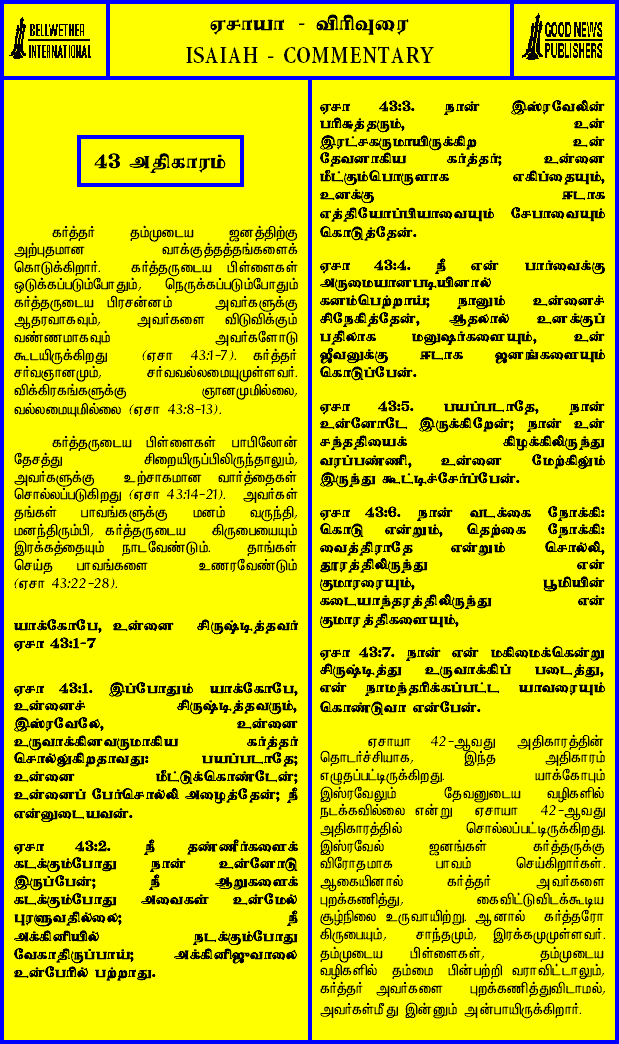 BELLWETHER
INTERNATIONAL
ஏசாயா - விரிவுரை
ISAIAH - COMMENTARY
GOOD NEWS
PUBLISHERS
43 அதிகாரம்
கர்த்தர் தம்முடைய ஜனத்திற்கு
அற்புதமான வாக்குத்தத்தங்களைக்
கொடுக்கிறார். கர்த்தருடைய பிள்ளைகள்
ஒடுக்கப்படும்போதும், நெருக்கப்படும்போதும்
கர்த்தருடைய பிரசன்னம் அவர்களுக்கு
ஆதரவாகவும், அவர்களை விடுவிக்கும்
வண்ணமாகவும் அவர்களோடு
கூடயிருக்கிறது (ஏசா 43:1-7). கர்த்தர்
சர்வஞானமும், சர்வவல்லமையுமுள்ளவர்.
விக்கிரகங்களுக்கு ஞானமுமில்லை,
வல்லமையுமில்லை (ஏசா 43:8-13).
கர்த்தருடைய பிள்ளைகள் பாபிலோன்
தேசத்து சிறையிருப்பிலிருந்தாலும்,
அவர்களுக்கு உற்சாகமான வார்த்தைகள்
சொல்லப்படுகிறது (ஏசா 43:14-21). அவர்கள்
தங்கள் பாவங்களுக்கு மனம் வருந்தி,
மனந்திரும்பி, கர்த்தருடைய கிருபையையும்
இரக்கத்தையும் நாடவேண்டும். தாங்கள்
செய்த பாவங்களை உணரவேண்டும்
(ஏசா 43:22-28).
யாக்கோபே, உன்னை சிருஷ்டித்தவர்
ஏசா 43:1-7
ஏசா 43:1. இப்போதும் யாக்கோபே,
உன்னைச் சிருஷ்டித்தவரும்,
இஸ்ரவேலே, உன்னை
உருவாக்கினவருமாகிய கர்த்தர்
சொல்லுகிறதாவது: பயப்படாதே;
உன்னை மீட்டுக்கொண்டேன்;
உன்னைப் பேர்சொல்லி அழைத்தேன்; நீ
என்னுடையவன்.
ஏசா 43:2. நீ தண்ணீர்களைக்
கடக்கும்போது நான் உன்னோடு
இருப்பேன்; நீ ஆறுகளைக்
கடக்கும்போது அவைகள் உன்மேல்
புரளுவதில்லை; நீ
அக்கினியில் நடக்கும்போது
வேகாதிருப்பாய்; அக்கினிஜுவாலை
உன்பேரில் பற்றாது.
ஏசா 43:3. நான் இஸ்ரவேலின்
பரிசுத்தரும், உன்
இரட்சகருமாயிருக்கிற உன்
தேவனாகிய கர்த்தர்; உன்னை
மீட்கும்பொருளாக எகிப்தையும்,
உனக்கு ஈடாக
எத்தியோப்பியாவையும் சேபாவையும்
கொடுத்தேன்.
ஏசா 43:4. நீ என் பார்வைக்கு
அருமையானபடியினால்
கனம்பெற்றாய்; நானும் உன்னைச்
சிநேகித்தேன், ஆதலால் உனக்குப்
பதிலாக மனுஷர்களையும், உன்
ஜீவனுக்கு ஈடாக ஜனங்களையும்
கொடுப்பேன்.
ஏசா 43:5. பயப்படாதே, நான்
உன்னோடே இருக்கிறேன்; நான் உன்
சந்ததியைக் கிழக்கிலிருந்து
வரப்பண்ணி, உன்னை மேற்கிலும்
இருந்து கூட்டிச்சேர்ப்பேன்.
ஏசா 43:6. நான் வடக்கை நோக்கி:
கொடு என்றும், தெற்கை நோக்கி:
வைத்திராதே என்றும் சொல்லி,
தூரத்திலிருந்து என்
குமாரரையும், பூமியின்
கடையாந்தரத்திலிருந்து என்
குமாரத்திகளையும்,
ஏசா 43:7. நான் என் மகிமைக்கென்று
சிருஷ்டித்து உருவாக்கிப் படைத்து,
என் நாமந்தரிக்கப்பட்ட யாவரையும்
கொண்டுவா என்பேன்.
ஏசாயா 42-ஆவது அதிகாரத்தின்
தொடர்ச்சியாக, இந்த அதிகாரம்
எழுதப்பட்டிருக்கிறது. யாக்கோபும்
இஸ்ரவேலும் தேவனுடைய வழிகளில்
நடக்கவில்லை என்று ஏசாயா 42-ஆவது
அதிகாரத்தில் சொல்லப்பட்டிருக்கிறது.
இஸ்ரவேல் ஜனங்கள் கர்த்தருக்கு
விரோதமாக பாவம் செய்கிறார்கள்.
ஆகையினால் கர்த்தர் அவர்களை
புறக்கணித்து, கைவிட்டுவிடக்கூடிய
சூழ்நிலை உருவாயிற்று. ஆனால் கர்த்தரோ
கிருபையும், சாந்தமும், இரக்கமுமுள்ளவர்.
தம்முடைய பிள்ளைகள், தம்முடைய
வழிகளில் தம்மை பின்பற்றி வராவிட்டாலும்,
கர்த்தர் அவர்களை புறக்கணித்துவிடாமல்,
அவர்கள்மீது இன்னும் அன்பாயிருக்கிறார்.